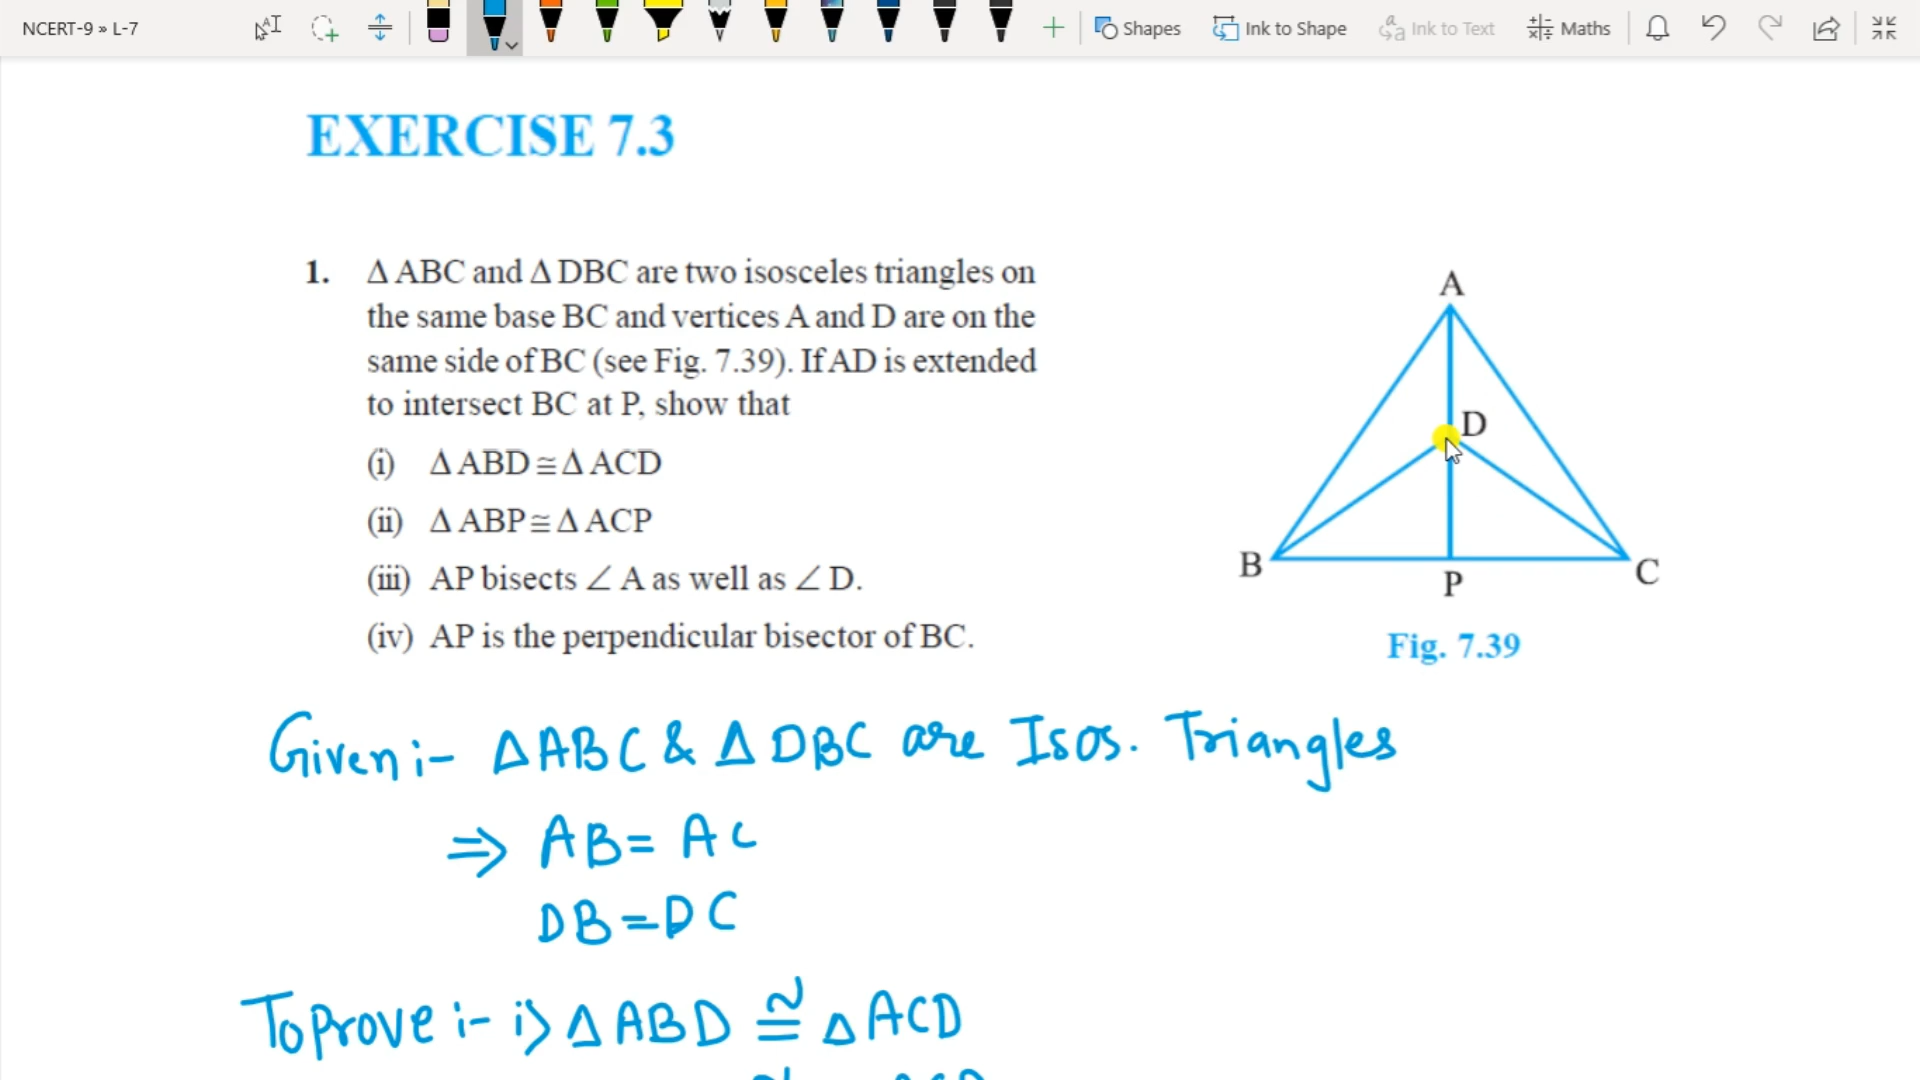 NCERT-9 » L-7
Shapes
Ink to Shape
Ink to Text
Maths
EXERCISE 7.3
1. Δ ABC and Δ DBC are two isosceles triangles on
the same base BC and vertices A and D are on the
same side of BC (see Fig. 7.39). If AD is extended
to intersect BC at P, show that
(i) Δ ABD ≅ Δ ACD
(ii) Δ ABP ≅ Δ ACP
(iii) AP bisects ∠ A as well as ∠ D.
(iv) AP is the perpendicular bisector of BC.
A
D
B
P
C
Fig. 7.39
Given :- Δ ABC & Δ DBC are Isos. Triangles
⇒ AB = AC
DB = DC
To prove :- i) Δ ABD ≅ Δ ACD